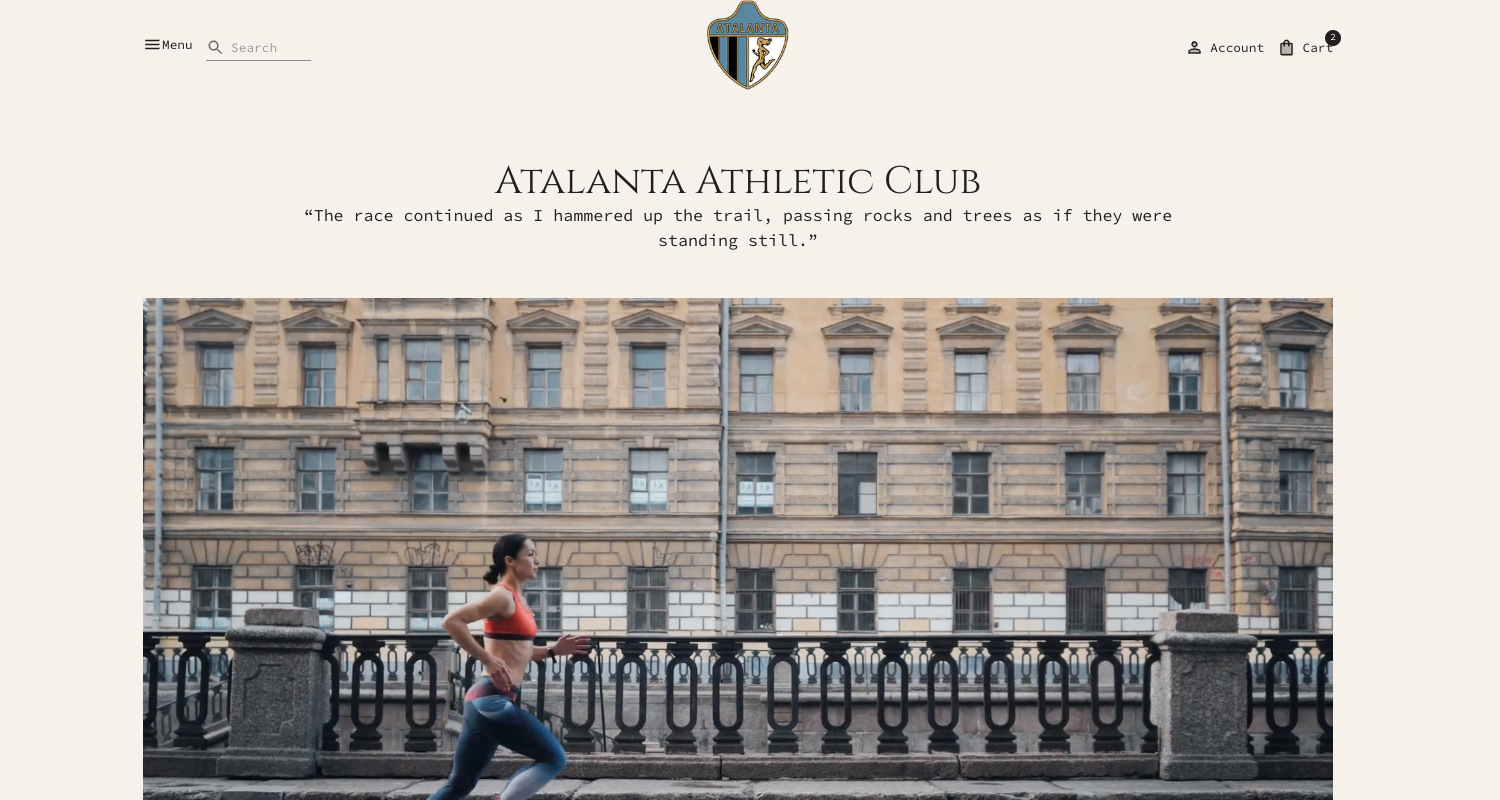 Menu
Search
ATALANTA
Account
Cart
2
Atalanta Athletic Club
“The race continued as I hammered up the trail, passing rocks and trees as if they were
standing still.”